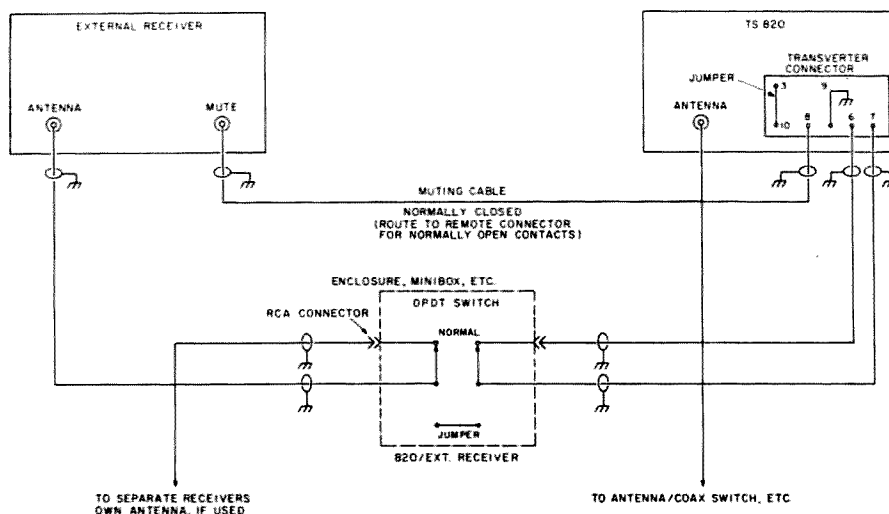 EXTERNAL RECEIVER
TS 820
TRANSVERTER
CONNECTOR
JUMPER
ANTENNA
MUTE
ANTENNA
3
9
10
8
6
7
MUTING CABLE
NORMALLY CLOSED
(ROUTE TO REMOTE CONNECTOR
FOR NORMALLY OPEN CONTACTS)
ENCLOSURE, MINIBOX, ETC.
DPDT SWITCH
RCA CONNECTOR
NORMAL
JUMPER
820/EXT. RECEIVER
TO SEPARATE RECEIVERS
OWN ANTENNA, IF USED
TO ANTENNA/COAX SWITCH, ETC